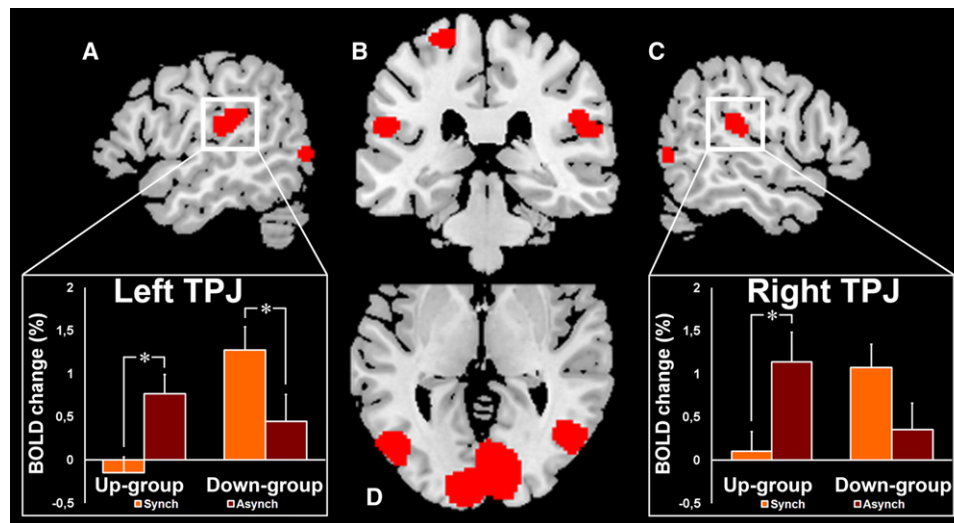 A
B
C
Left TPJ
BOLD change (%)
2
1,5
1
0,5
0
-0,5
*
*
Up-group
Down-group
Synch
Asynch
D
Right TPJ
BOLD change (%)
2
1,5
1
0,5
0
-0,5
*
Up-group
Down-group
Synch
Asynch